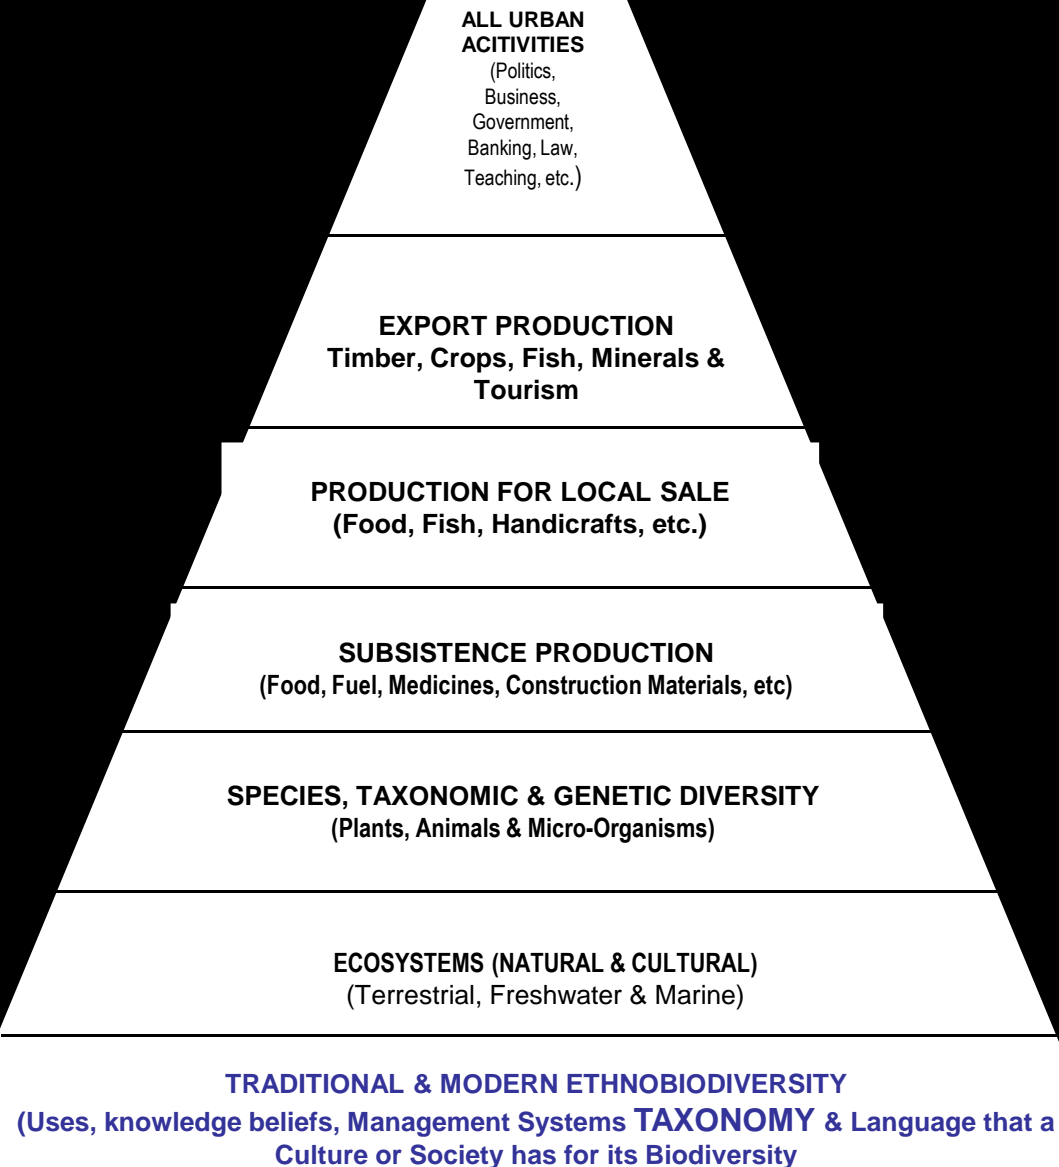 ALL URBAN
ACITIVITIES
(Politics,
Business,
Government,
Banking, Law,
Teaching, etc.)
EXPORT PRODUCTION
Timber, Crops, Fish, Minerals &
Tourism
PRODUCTION FOR LOCAL SALE
(Food, Fish, Handicrafts, etc.)
SUBSISTENCE PRODUCTION
(Food, Fuel, Medicines, Construction Materials, etc)
SPECIES, TAXONOMIC & GENETIC DIVERSITY
(Plants, Animals & Micro-Organisms)
ECOSYSTEMS (NATURAL & CULTURAL)
(Terrestrial, Freshwater & Marine)
TRADITIONAL & MODERN ETHNOBIODIVERSITY
(Uses, knowledge beliefs, Management Systems TAXONOMY & Language that a
Culture or Society has for its Biodiversity